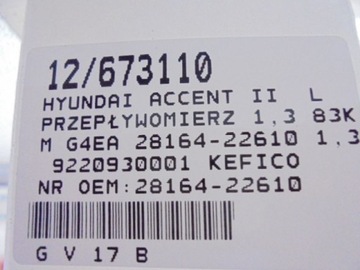 12/673110
HYUNDAI ACCENT II L
PRZEPŁYWOMIERZ 1,3 83K
M G4EA 28164-22610 1,3
9220930001 KEFICO
NR OEM:28164-22610
G V 17 B